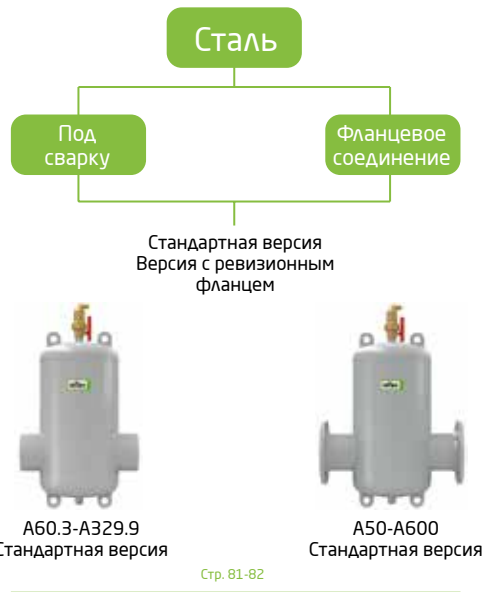 Сталь
Под
сварку
Фланцевое
соединение
Стандартная версия
Версия с ревизионным
фланцем
A60.3-A329.9
Стандартная версия
A50-A600
Стандартная версия
Стр. 81-82